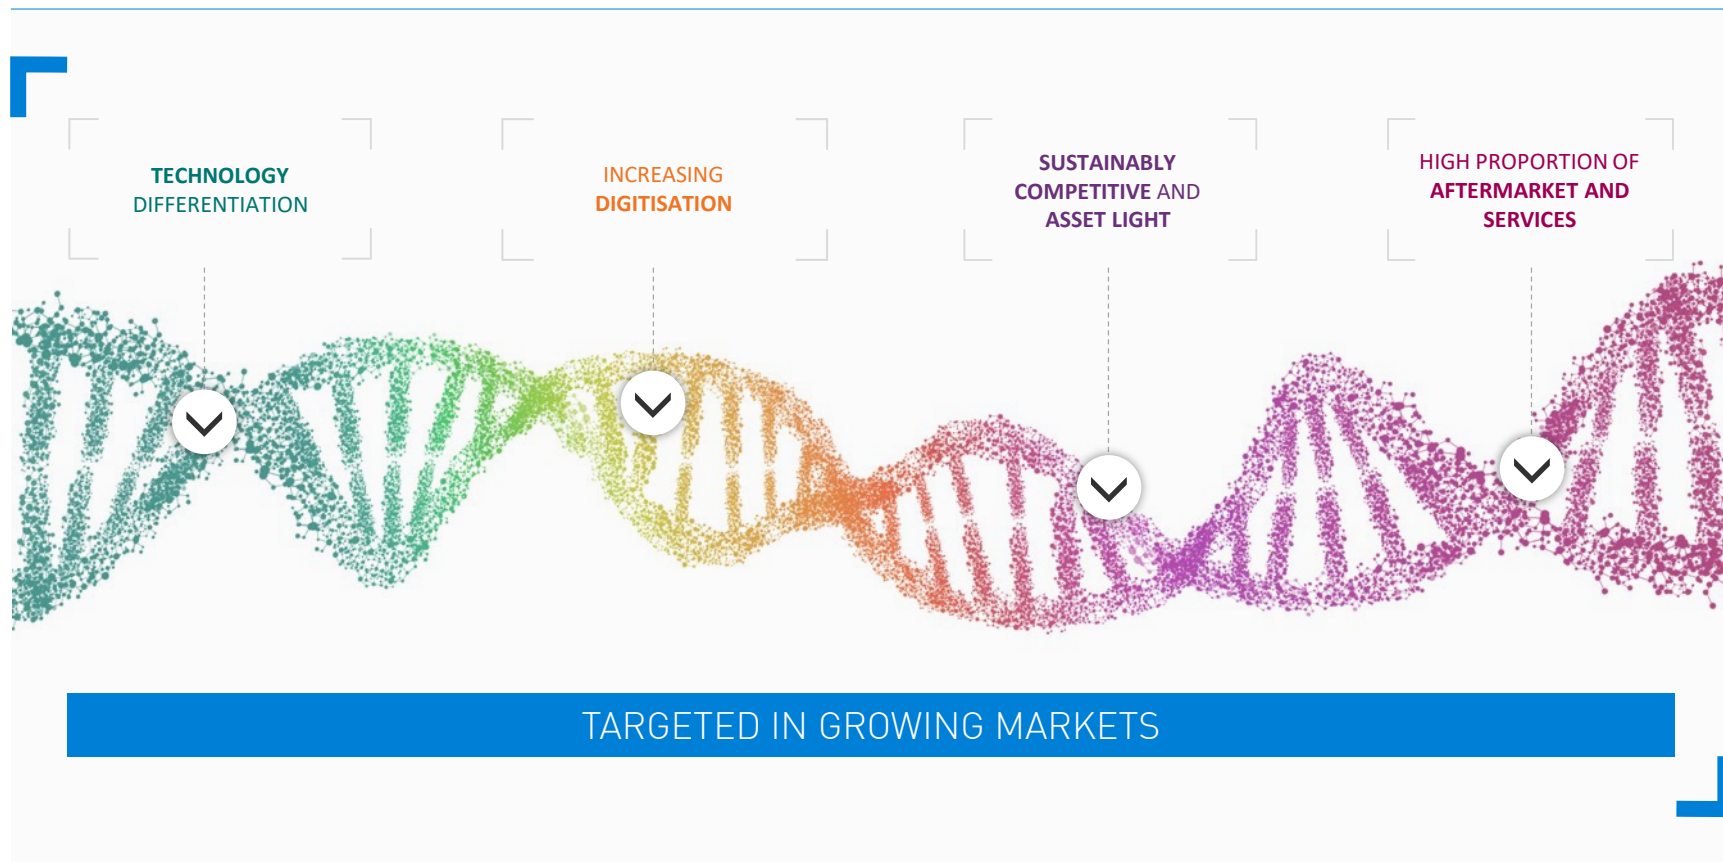 TECHNOLOGY
DIFFERENTIATION
INCREASING
DIGITISATION
SUSTAINABLY
COMPETITIVE AND
ASSET LIGHT
HIGH PROPORTION OF
AFTERMARKET AND
SERVICES
TARGETED IN GROWING MARKETS